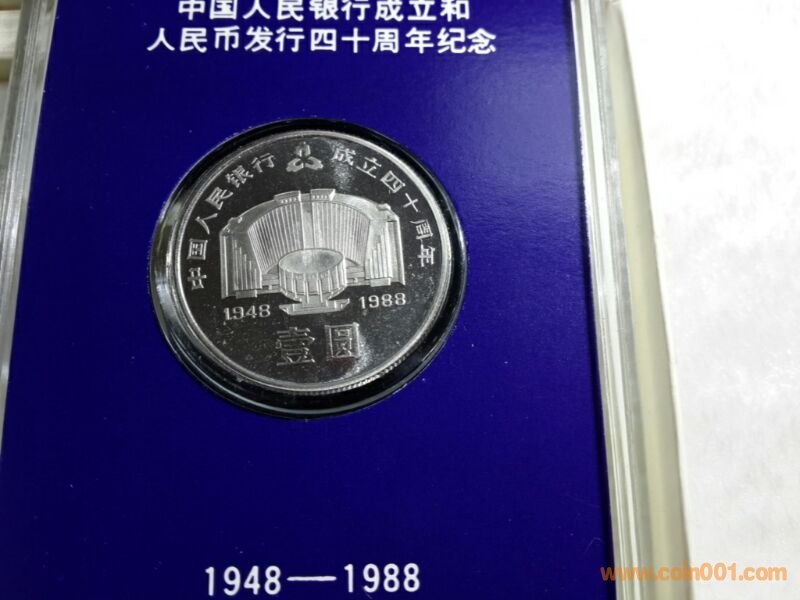 中国人民银行成立和
人民币发行四十周年纪念
中国人民银行 成立四十周年
1948 1988
壹圆
1948—1988
www.com001.com